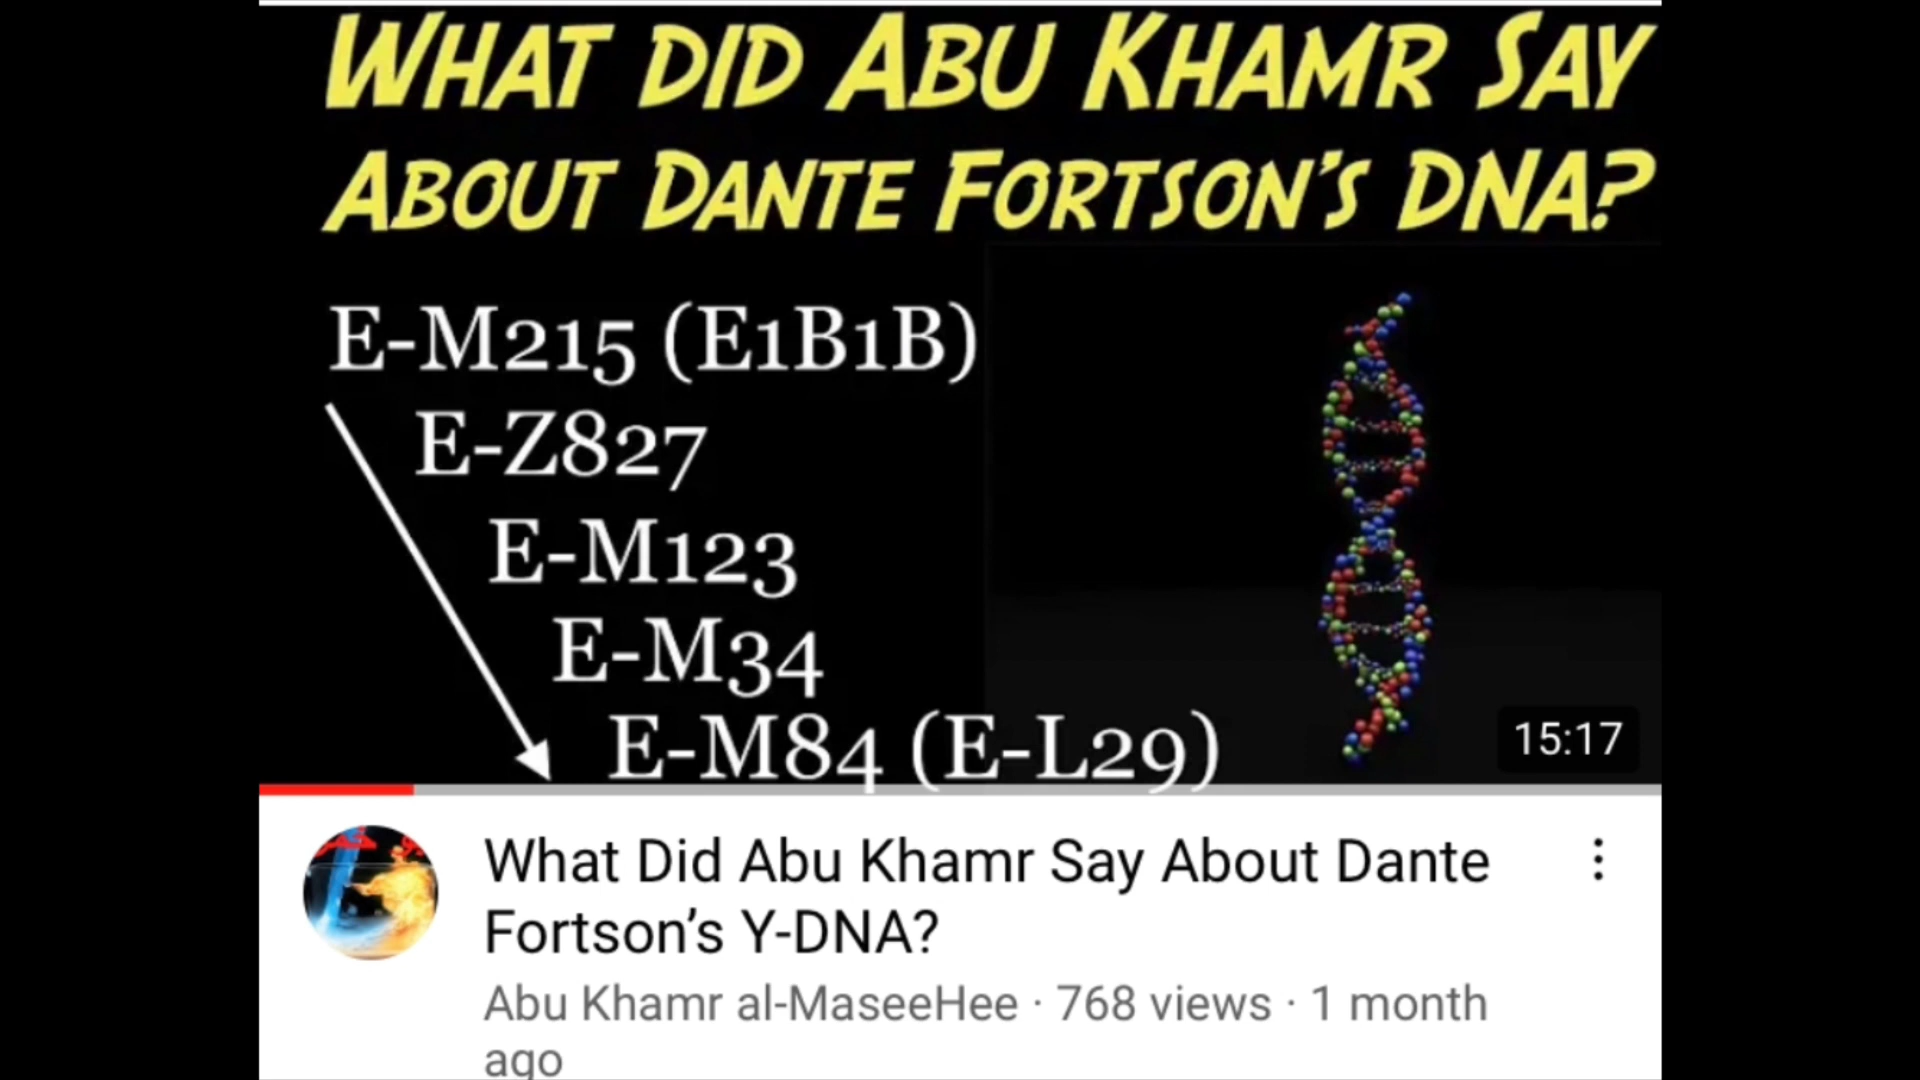 WHAT DID ABU KHAMR SAY
ABOUT DANTE FORTSON'S DNA?
E-M215 (E1B1B)
E-Z827
E-M123
E-M34
E-M84 (E-L29)
15:17
What Did Abu Khamr Say About Dante
Fortson's Y-DNA?
Abu Khamr al-MaseeHee · 768 views · 1 month
ago